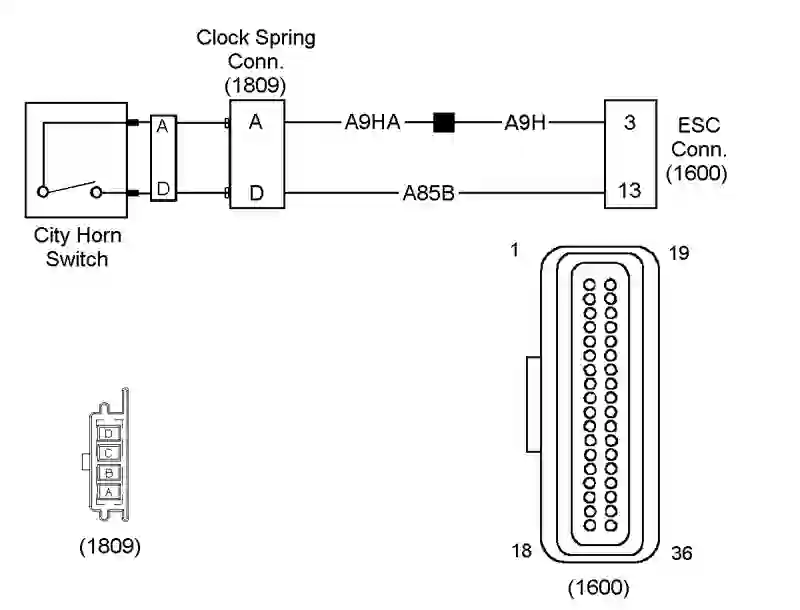 Clock Spring
Conn.
(1809)
A
A
A9HA
A9H
3
ESC
Conn.
(1600)
D
D
A85B
13
City Horn
Switch
1
19
D
C
B
A
(1809)
18
36
(1600)